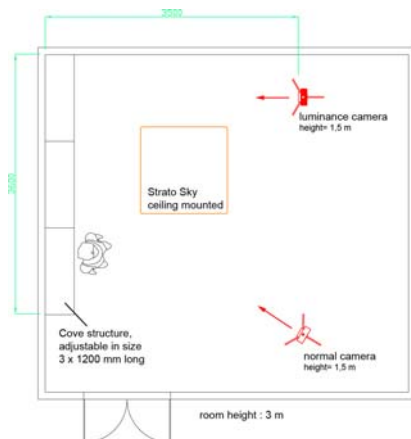 3500
luminance camera
height= 1,5 m
3600
Strato Sky
ceiling mounted
Cove structure,
adjustable in size
3 x 1200 mm long
normal camera
height= 1,5 m
room height : 3 m